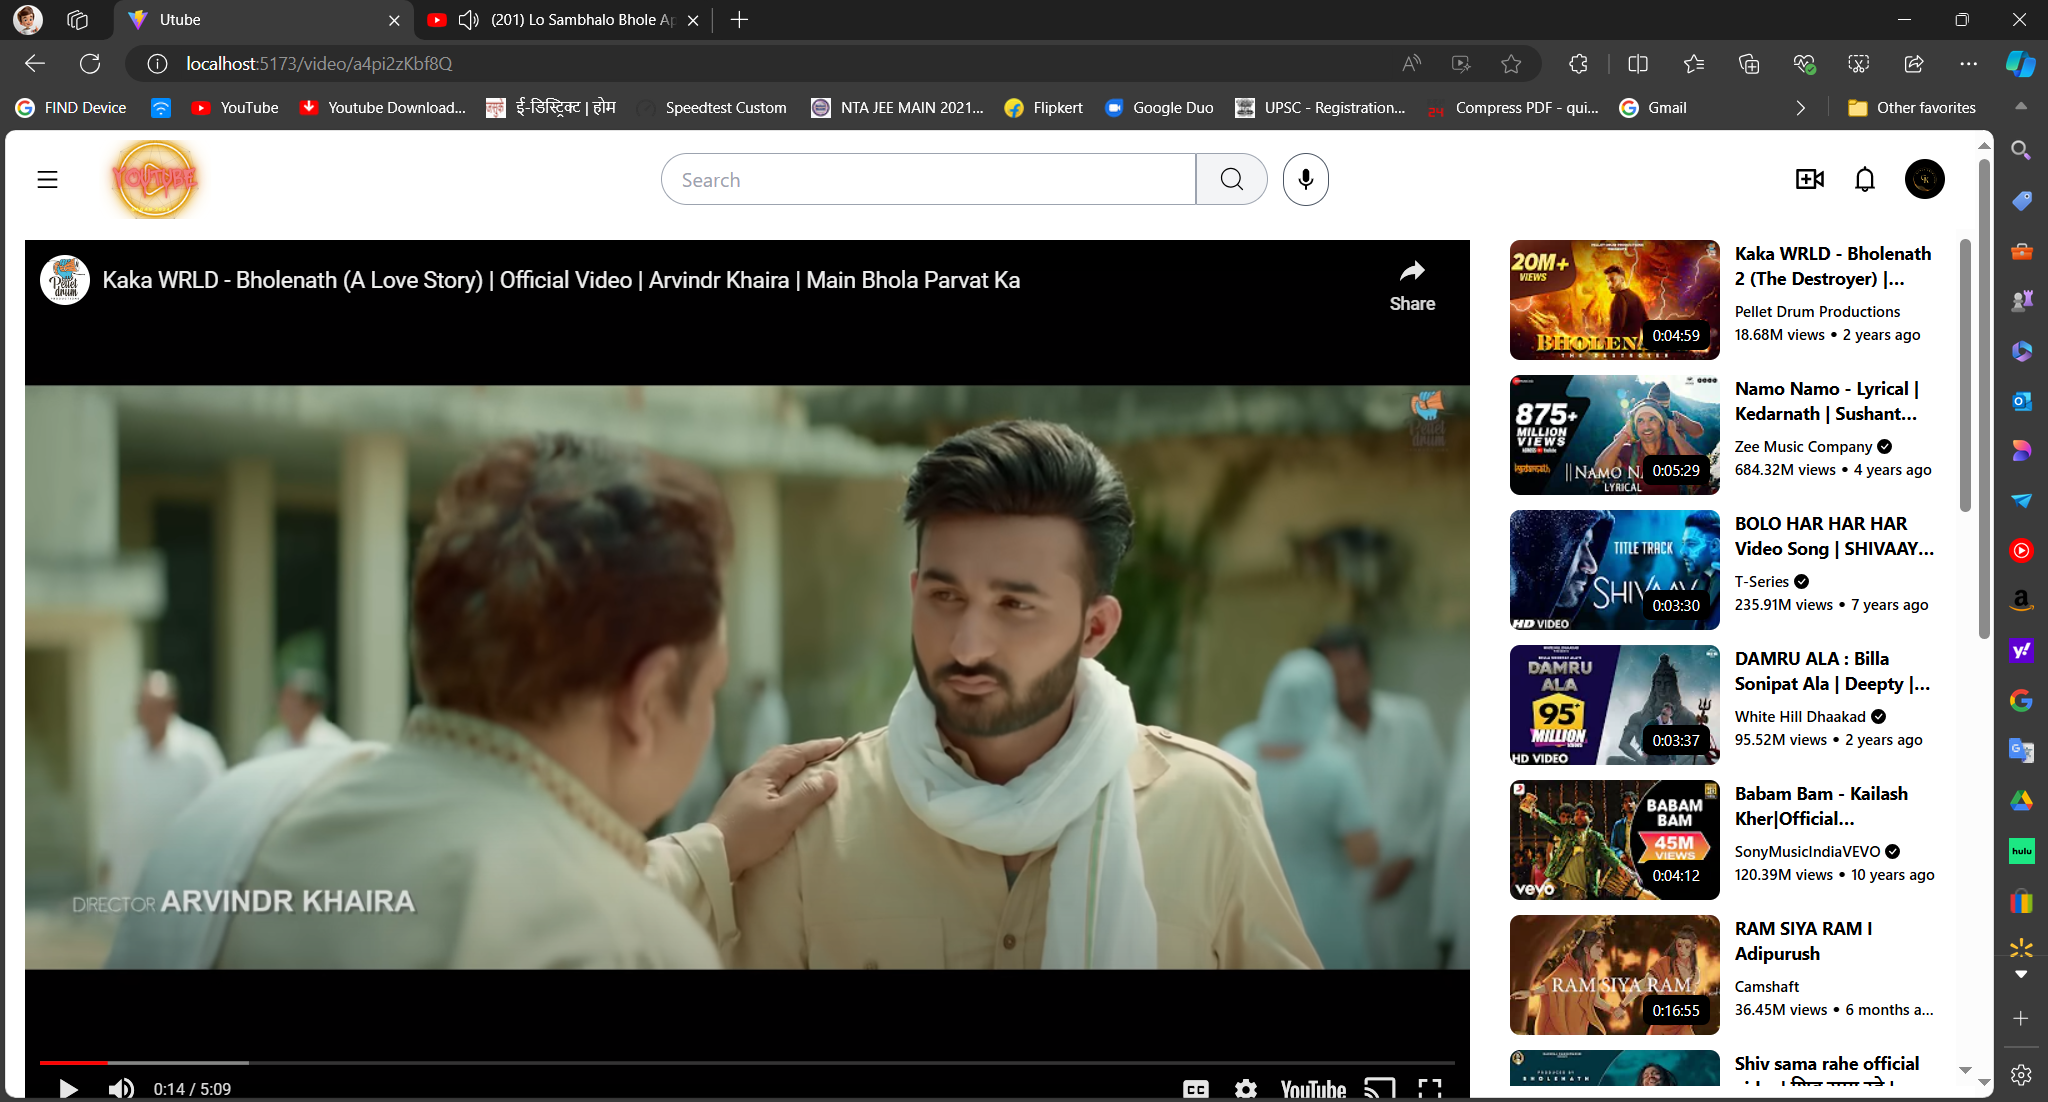 Utube
(201) Lo Sambhalo Bhole Ap
localhost:5173/video/a4pi2zKbf8Q
FIND Device
YouTube
Youtube Download...
ई-डिस्ट्रिक्ट | होम
Speedtest Custom
NTA JEE MAIN 2021...
Flipkert
Google Duo
UPSC - Registration...
Compress PDF - qui...
Gmail
Other favorites
YOUTUBE
Search
Kaka WRLD - Bholenath (A Love Story) | Official Video | Arvindr Khaira | Main Bhola Parvat Ka
Share
Pellet
drum
DIRECTOR ARVINDR KHAIRA
0:14 / 5:09
CC
YouTube
20M+
VIEWS
BHOLEN
THE DESTROYER
0:04:59
Kaka WRLD - Bholenath
2 (The Destroyer) |...
Pellet Drum Productions
18.68M views • 2 years ago
875+
MILLION
VIEWS
NAMO N
LYRICAL
0:05:29
Namo Namo - Lyrical |
Kedarnath | Sushant...
Zee Music Company
684.32M views • 4 years ago
TITLE TRACK
SHIVAAY
HD VIDEO
0:03:30
BOLO HAR HAR HAR
Video Song | SHIVAAY...
T-Series
235.91M views • 7 years ago
DAMRU
ALA
95+
MILLION
HD VIDEO
0:03:37
DAMRU ALA : Billa
Sonipat Ala | Deepty |...
White Hill Dhaakad
95.52M views • 2 years ago
BABAM
BAM
45M
VIEWS
vevo
0:04:12
Babam Bam - Kailash
Kher|Official...
SonyMusicIndiaVEVO
120.39M views • 10 years ago
RAM SIYA RAM
0:16:55
RAM SIYA RAM I
Adipurush
Camshaft
36.45M views • 6 months a...
BHOLENATH
Shiv sama rahe official
hulu